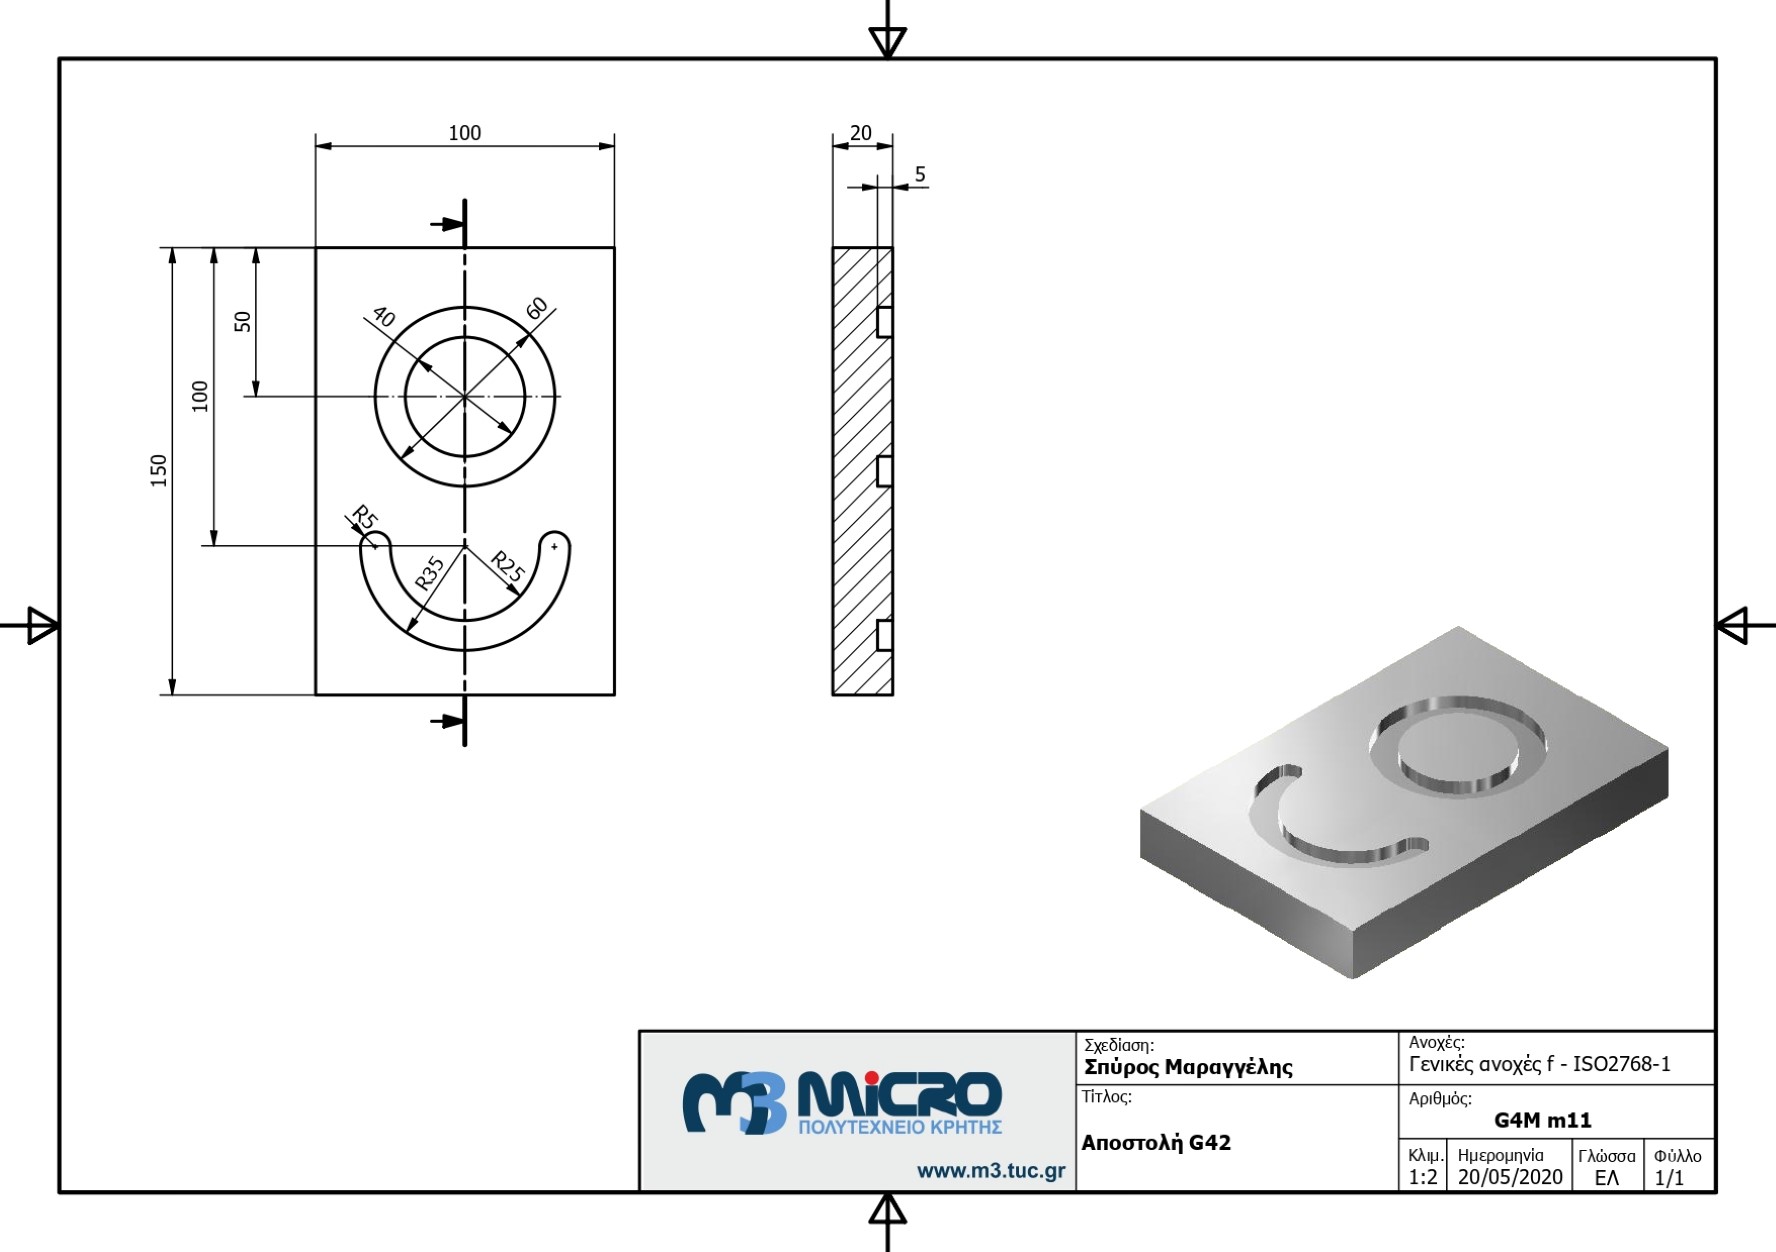 100
20
5
40
60
50
100
150
R5
R35
R25
m3 MiCRO
ΠΟΛΥΤΕΧΝΕΙΟ ΚΡΗΤΗΣ
www.m3.tuc.gr
Σχεδίαση:
Σπύρος Μαραγγέλης
Τίτλος:
Αποστολή G42
Ανοχές:
Γενικές ανοχές f - ISO2768-1
Αριθμός:
G4M m11
Κλιμ. Ημερομηνία Γλώσσα Φύλλο
1:2 20/05/2020 ΕΛ 1/1